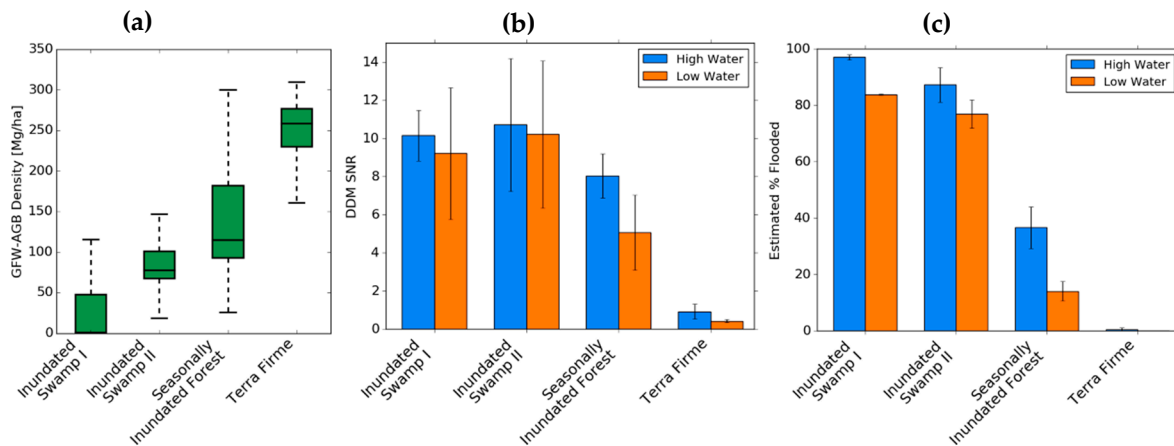 (a)
(b)
(c)
GFW-AGB Density [Mg/ha]
350
300
250
200
150
100
50
0
Inundated
Swamp I
Inundated
Swamp II
Seasonally
Inundated Forest
Terra Firme
DDM SNR
14
12
10
8
6
4
2
0
High Water
Low Water
Inundated
Swamp I
Inundated
Swamp II
Seasonally
Inundated Forest
Terra Firme
Estimated % Flooded
100
80
60
40
20
0
High Water
Low Water
Inundated
Swamp I
Inundated
Swamp II
Seasonally
Inundated Forest
Terra Firme